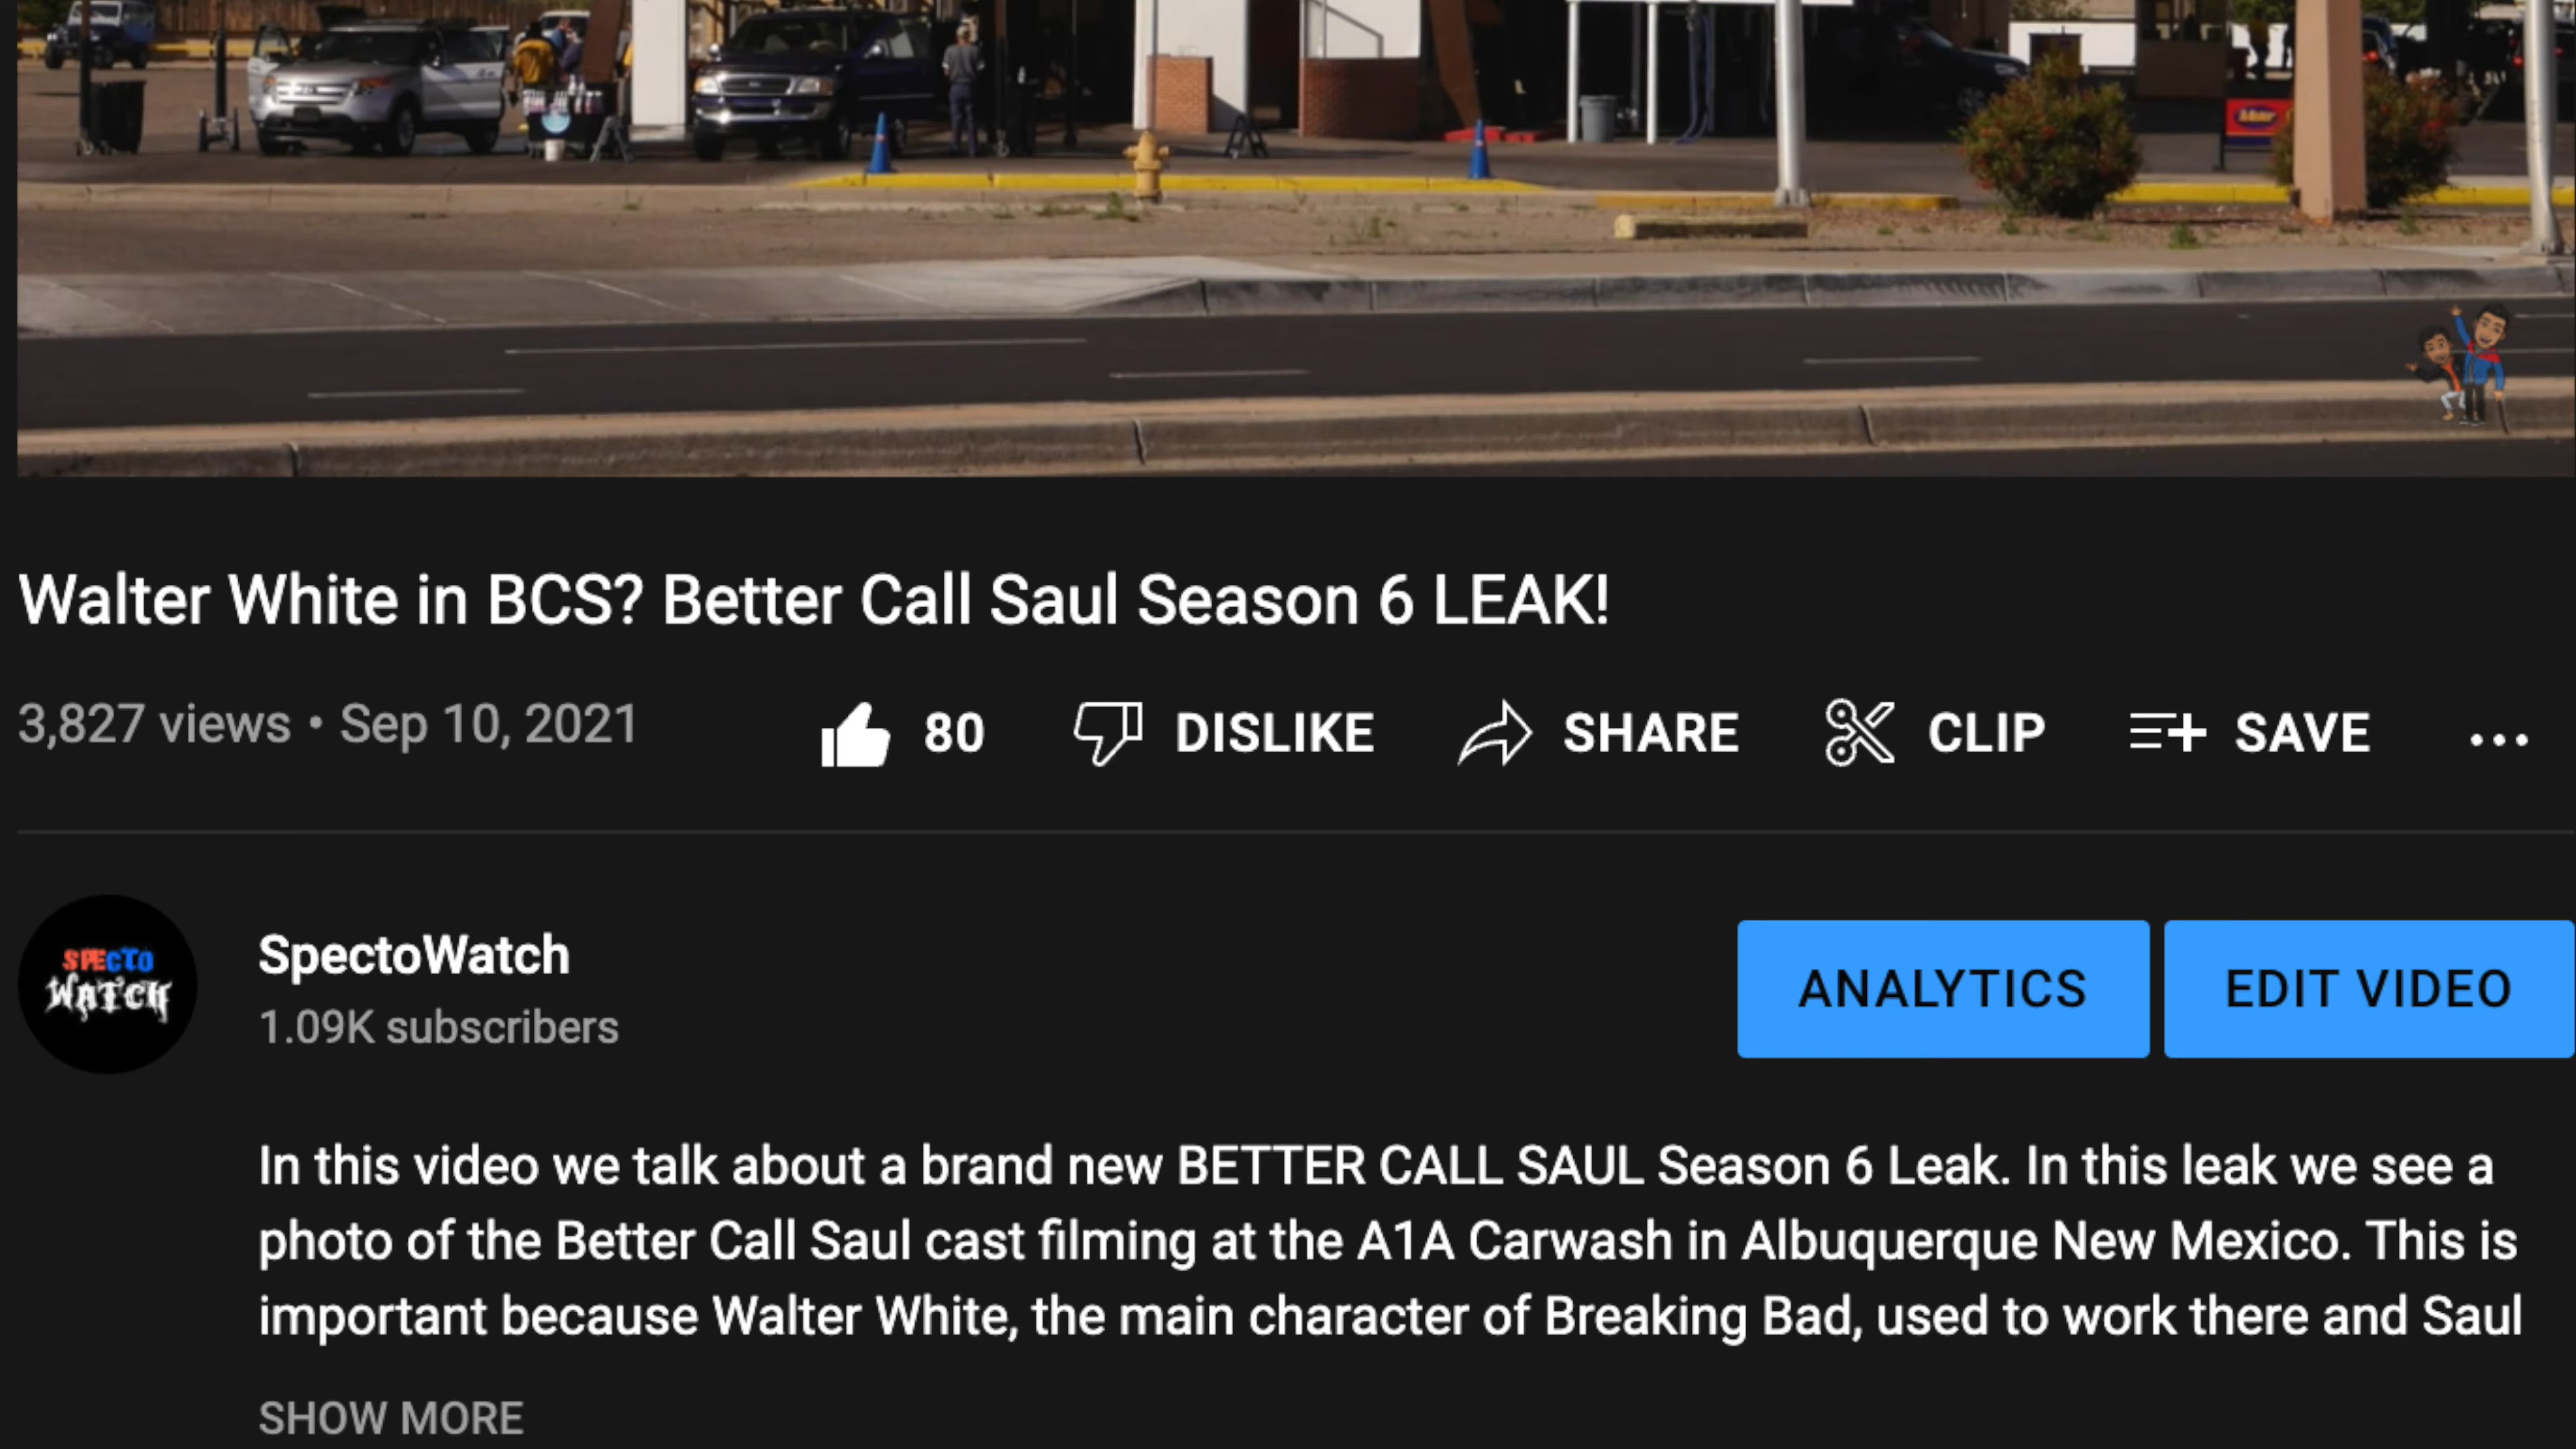 Walter White in BCS? Better Call Saul Season 6 LEAK!
3,827 views • Sep 10, 2021
80 DISLIKE SHARE CLIP SAVE
SPECTO
WATCH
SpectoWatch
1.09K subscribers
ANALYTICS
EDIT VIDEO
In this video we talk about a brand new BETTER CALL SAUL Season 6 Leak. In this leak we see a
photo of the Better Call Saul cast filming at the A1A Carwash in Albuquerque New Mexico. This is
important because Walter White, the main character of Breaking Bad, used to work there and Saul
SHOW MORE